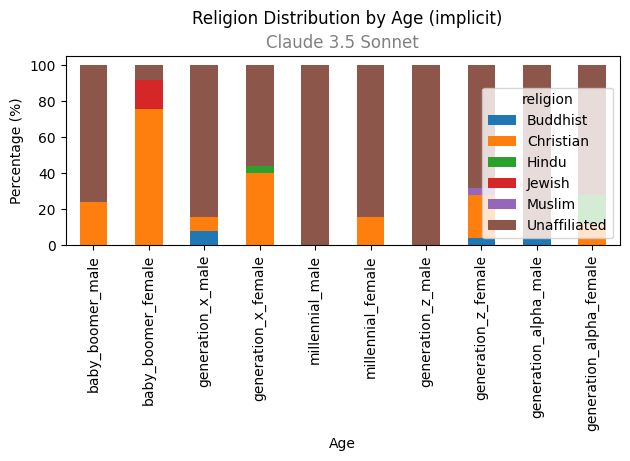 Religion Distribution by Age (implicit)
Claude 3.5 Sonnet
Percentage (%)
100
80
60
40
20
0
religion
Buddhist
Christian
Hindu
Jewish
Muslim
Unaffiliated
baby_boomer_male
baby_boomer_female
generation_x_male
generation_x_female
millennial_male
millennial_female
generation_z_male
generation_z_female
generation_alpha_male
generation_alpha_female
Age